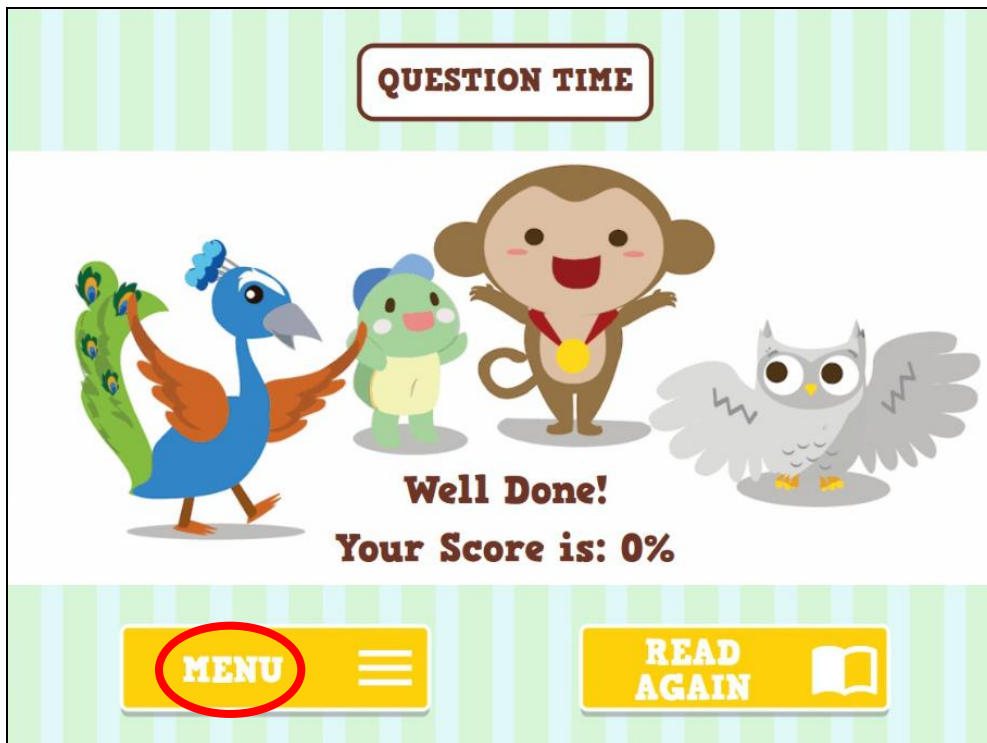 QUESTION TIME
Well Done!
Your Score is: 0%
MENU
READ
AGAIN